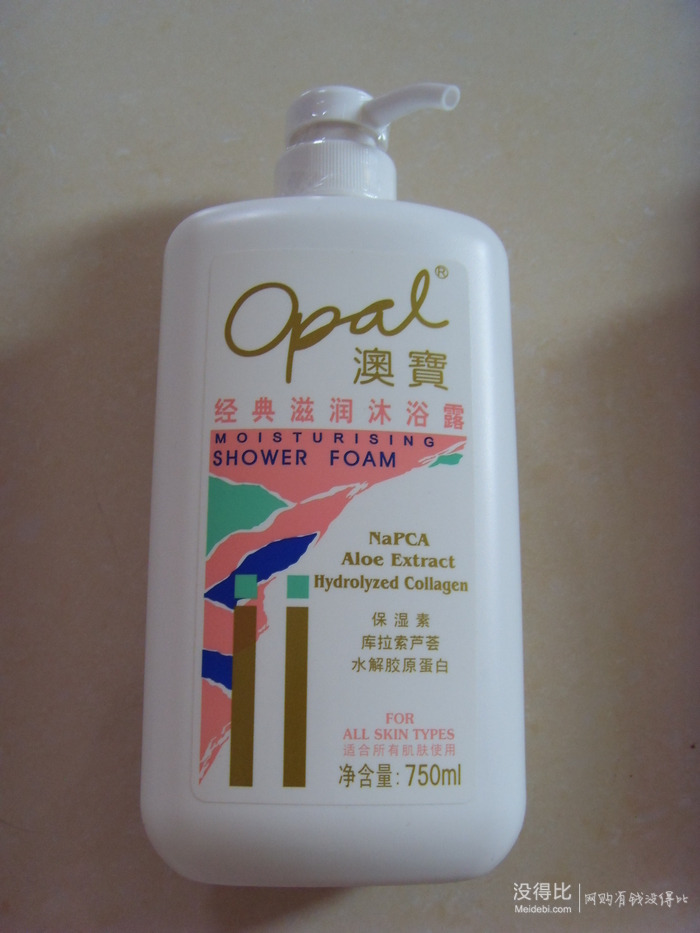 Opal®
澳寶
经典滋润沐浴露
MOISTURISING
SHOWER FOAM
NaPCA
Aloe Extract
Hydrolyzed Collagen
保湿素
库拉索芦荟
水解胶原蛋白
FOR
ALL SKIN TYPES
适合所有肌肤使用
净含量: 750ml
没得比 网购有钱没得比
Meidebi.com